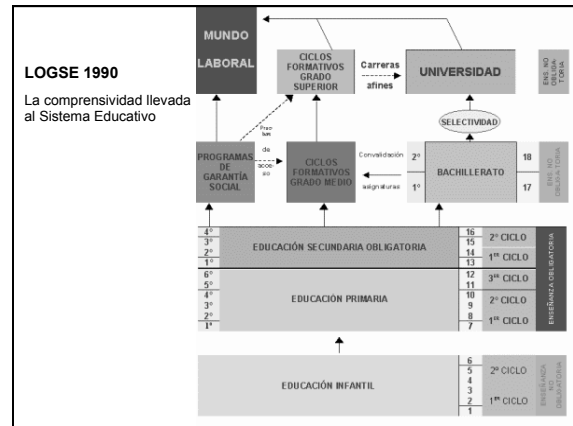 LOGSE 1990
La comprensividad llevada
al Sistema Educativo
MUNDO
LABORAL
CICLOS
FORMATIVOS
GRADO
SUPERIOR
Carreras
afines
UNIVERSIDAD
ENS. NO
OBLIGA-
TORIA
SELECTIVIDAD
de
PROGRAMAS
DE
GARANTÍA
SOCIAL
CICLOS
FORMATIVOS
GRADO MEDIO
Convalidación
asignaturas
2º
1º
BACHILLERATO
18
17
ENS. NO
OBLIGA-TORIA
4º
3º
2º
1º
EDUCACIÓN SECUNDARIA OBLIGATORIA
16
15
14
13
2º CICLO
1er CICLO
6º
5º
4º
3º
2º
1º
EDUCACIÓN PRIMARIA
12
11
10
9
8
7
3er CICLO
2º CICLO
1er CICLO
ENSEÑANZA OBLIGATORIA
EDUCACIÓN INFANTIL
6
5
4
3
2
1
2º CICLO
1er CICLO
ENSEÑANZA
NO
OBLIGATORIA